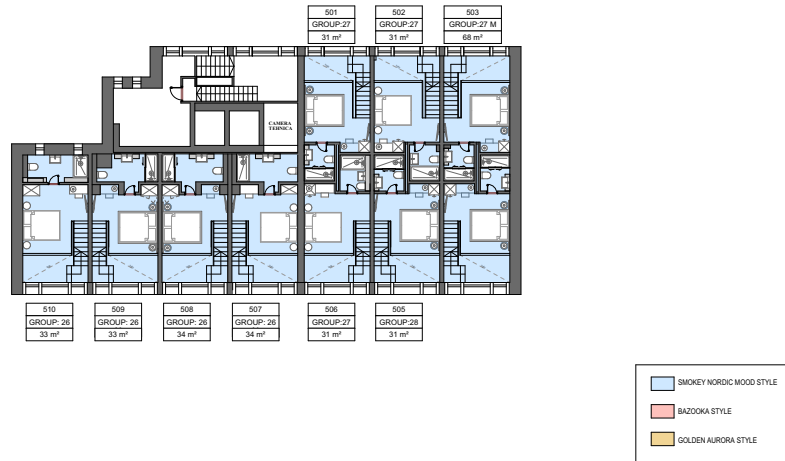 501
GROUP:27
31 m²
502
GROUP:27
31 m²
503
GROUP:27 M
68 m²
CAMERA
TEHNICA
510
GROUP: 26
33 m²
509
GROUP: 26
33 m²
508
GROUP: 26
34 m²
507
GROUP: 26
34 m²
506
GROUP:27
31 m²
505
GROUP:28
31 m²
SMOKEY NORDIC MOOD STYLE
BAZOOKA STYLE
GOLDEN AURORA STYLE